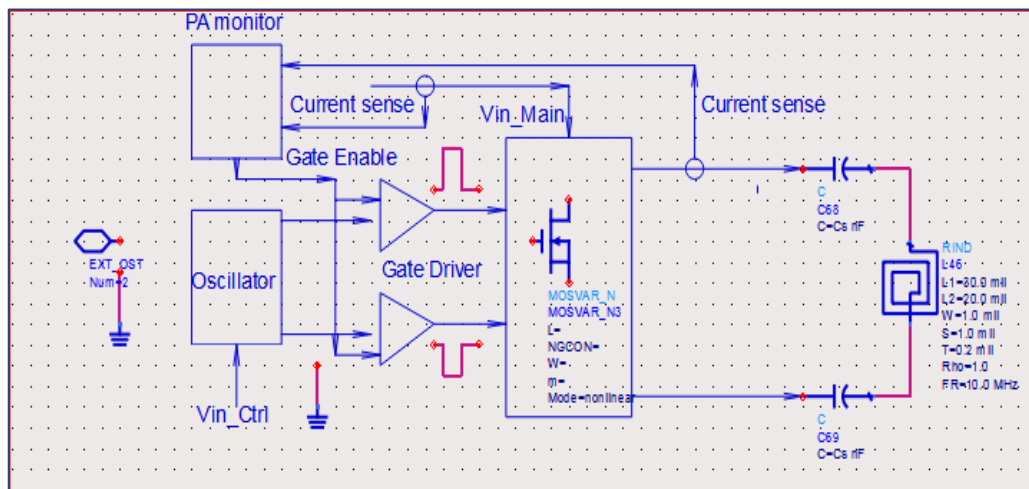 PA monitor
Current sense
Vin_Main
Current sense
Gate Enable
C
C68
C=Cs nF
EXT_OST
Num=2
Oscillator
Gate Driver
MOSVAR_N
MOSVAR_N3
L=
NGCON=
W=
m=
Mode=nonlinear
RIND
L46
L1=30.0 mil
L2=20.0 mil
W=1.0 mil
S=1.0 mil
T=0.2 mil
Rho=1.0
FR=10.0 MHz
Vin_Ctrl
C
C69
C=Cs nF